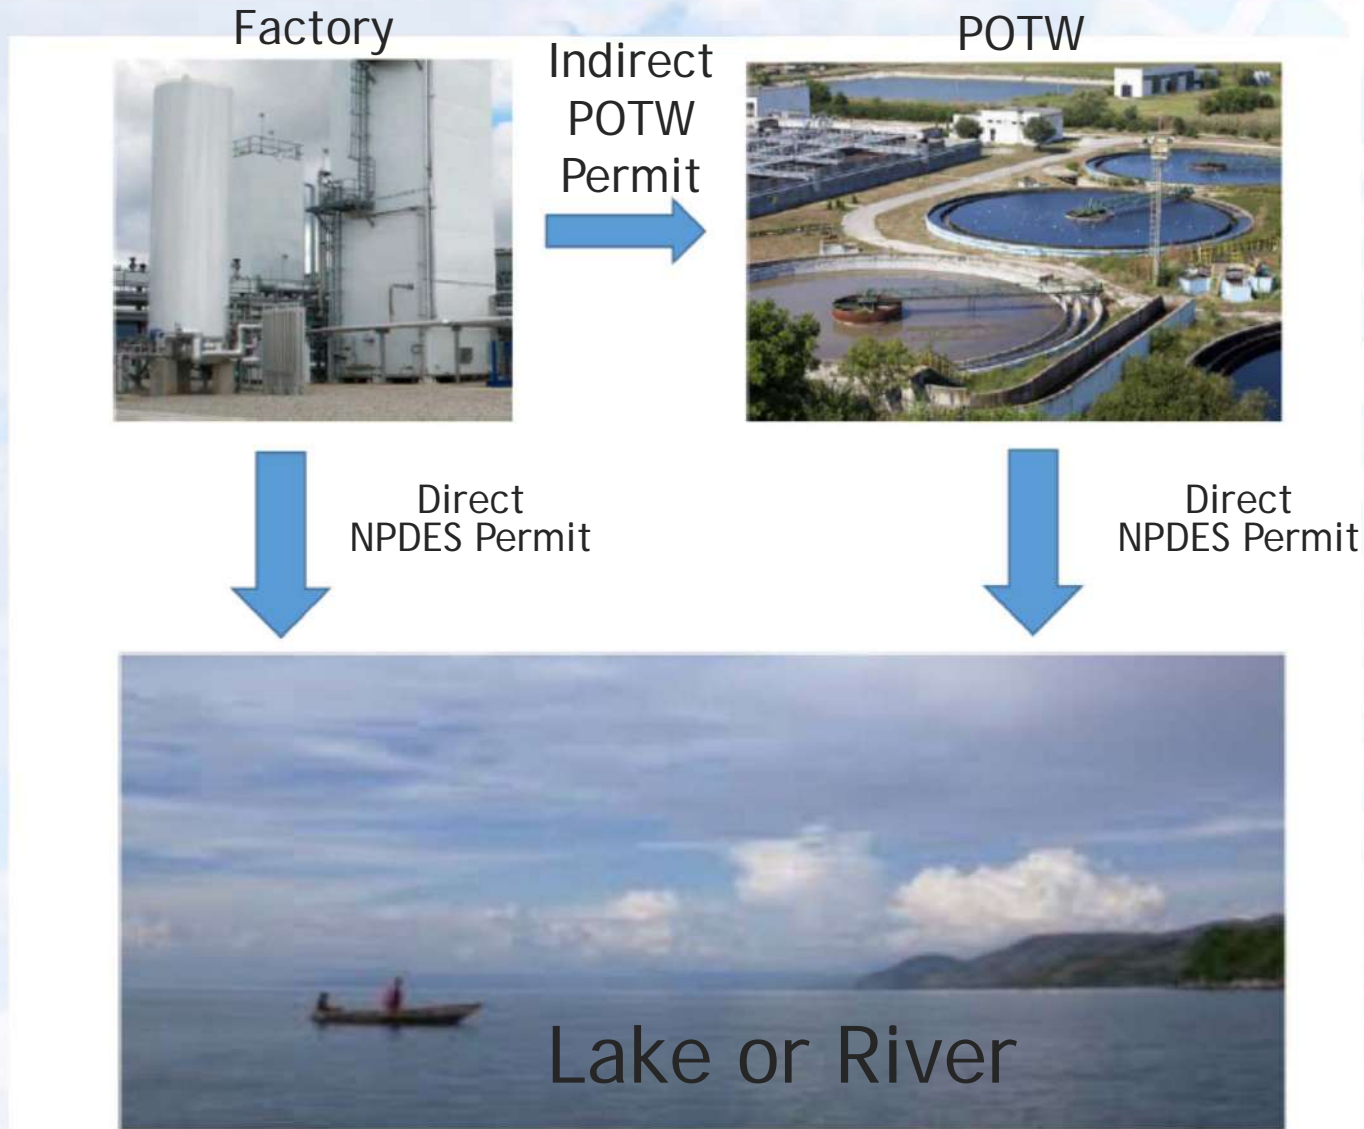 Factory
Indirect
POTW
Permit
POTW
Direct
NPDES Permit
Direct
NPDES Permit
Lake or River